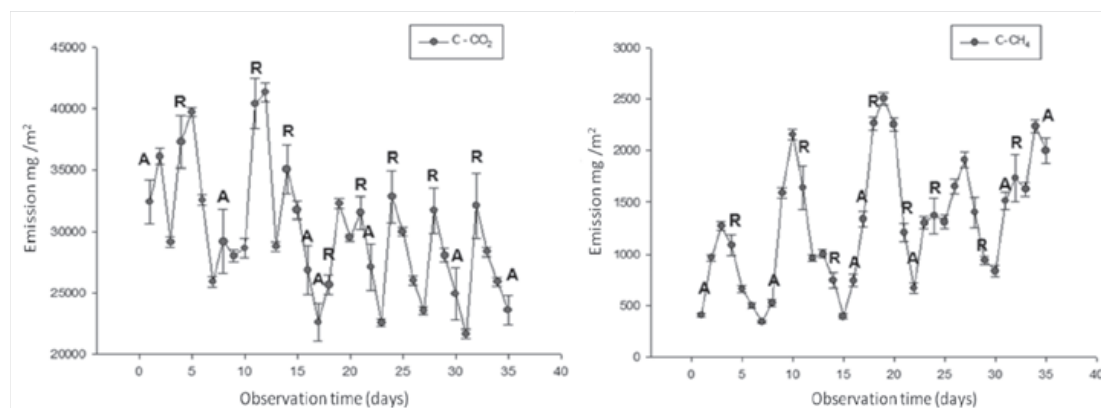 C - CO₂
Emission mg /m²
45000
40000
35000
30000
25000
20000
A
R
A
R
R
A
A
R
R
A
R
R
A
R
A
0
5
10
15
20
25
30
35
40
Observation time (days)
C-CH₄
Emission mg /m²
3000
2500
2000
1500
1000
500
0
A
R
A
R
R
A
R
R
A
R
R
A
R
A
0
5
10
15
20
25
30
35
40
Observation time (days)